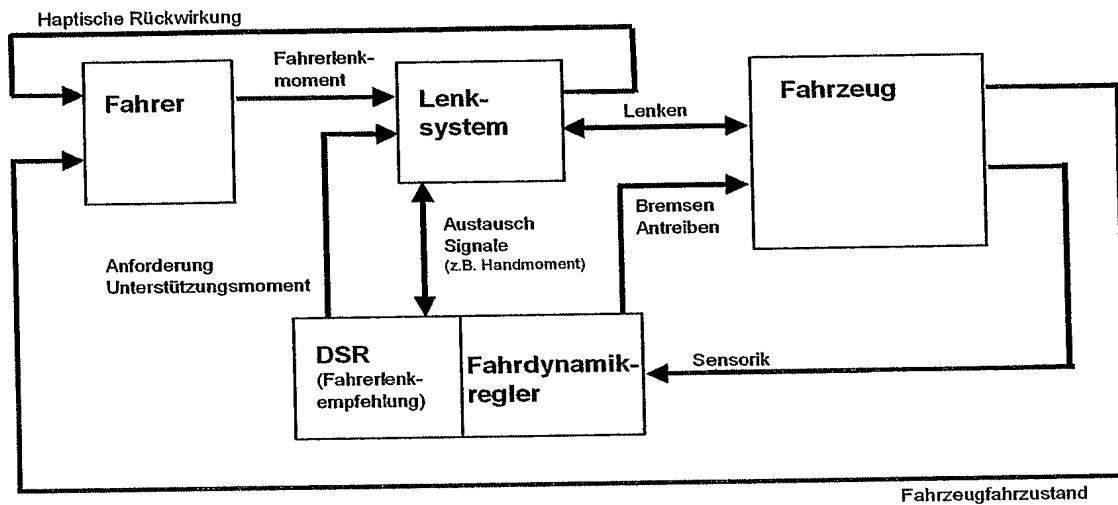 Haptische Rückwirkung
Fahrer
Fahrerlenk-
moment
Lenk-
system
Lenken
Fahrzeug
Austausch
Signale
(z.B. Handmoment)
Bremsen
Antreiben
Anforderung
Unterstützungsmoment
DSR
(Fahrerlenk-
empfehlung)
Fahrdynamik-
regler
Sensorik
Fahrzeugfahrzustand